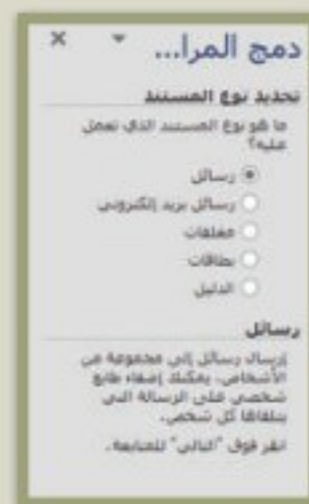 دمج المرا...
تحديد نوع المستند
ما هو نوع المستند الذي تعمل
عليه؟
رسائل
رسائل بريد إلكتروني
مغلفات
بطاقات
الدليل
رسائل
إرسال رسائل إلى مجموعة من
الأشخاص. يمكنك إضفاء طابع
شخصي على الرسالة التي
يتلقاها كل شخص.
انقر فوق "التالي" للمتابعة.